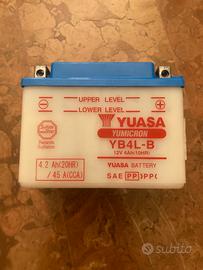 UPPER LEVEL
LOWER LEVEL
YUASA
YUMICRON
YB4L-B
12V 4Ah(10HR)
4.2 Ah(20HR)
/ 45 A(CCA)
YUASA BATTERY
SAE PP PP
subito